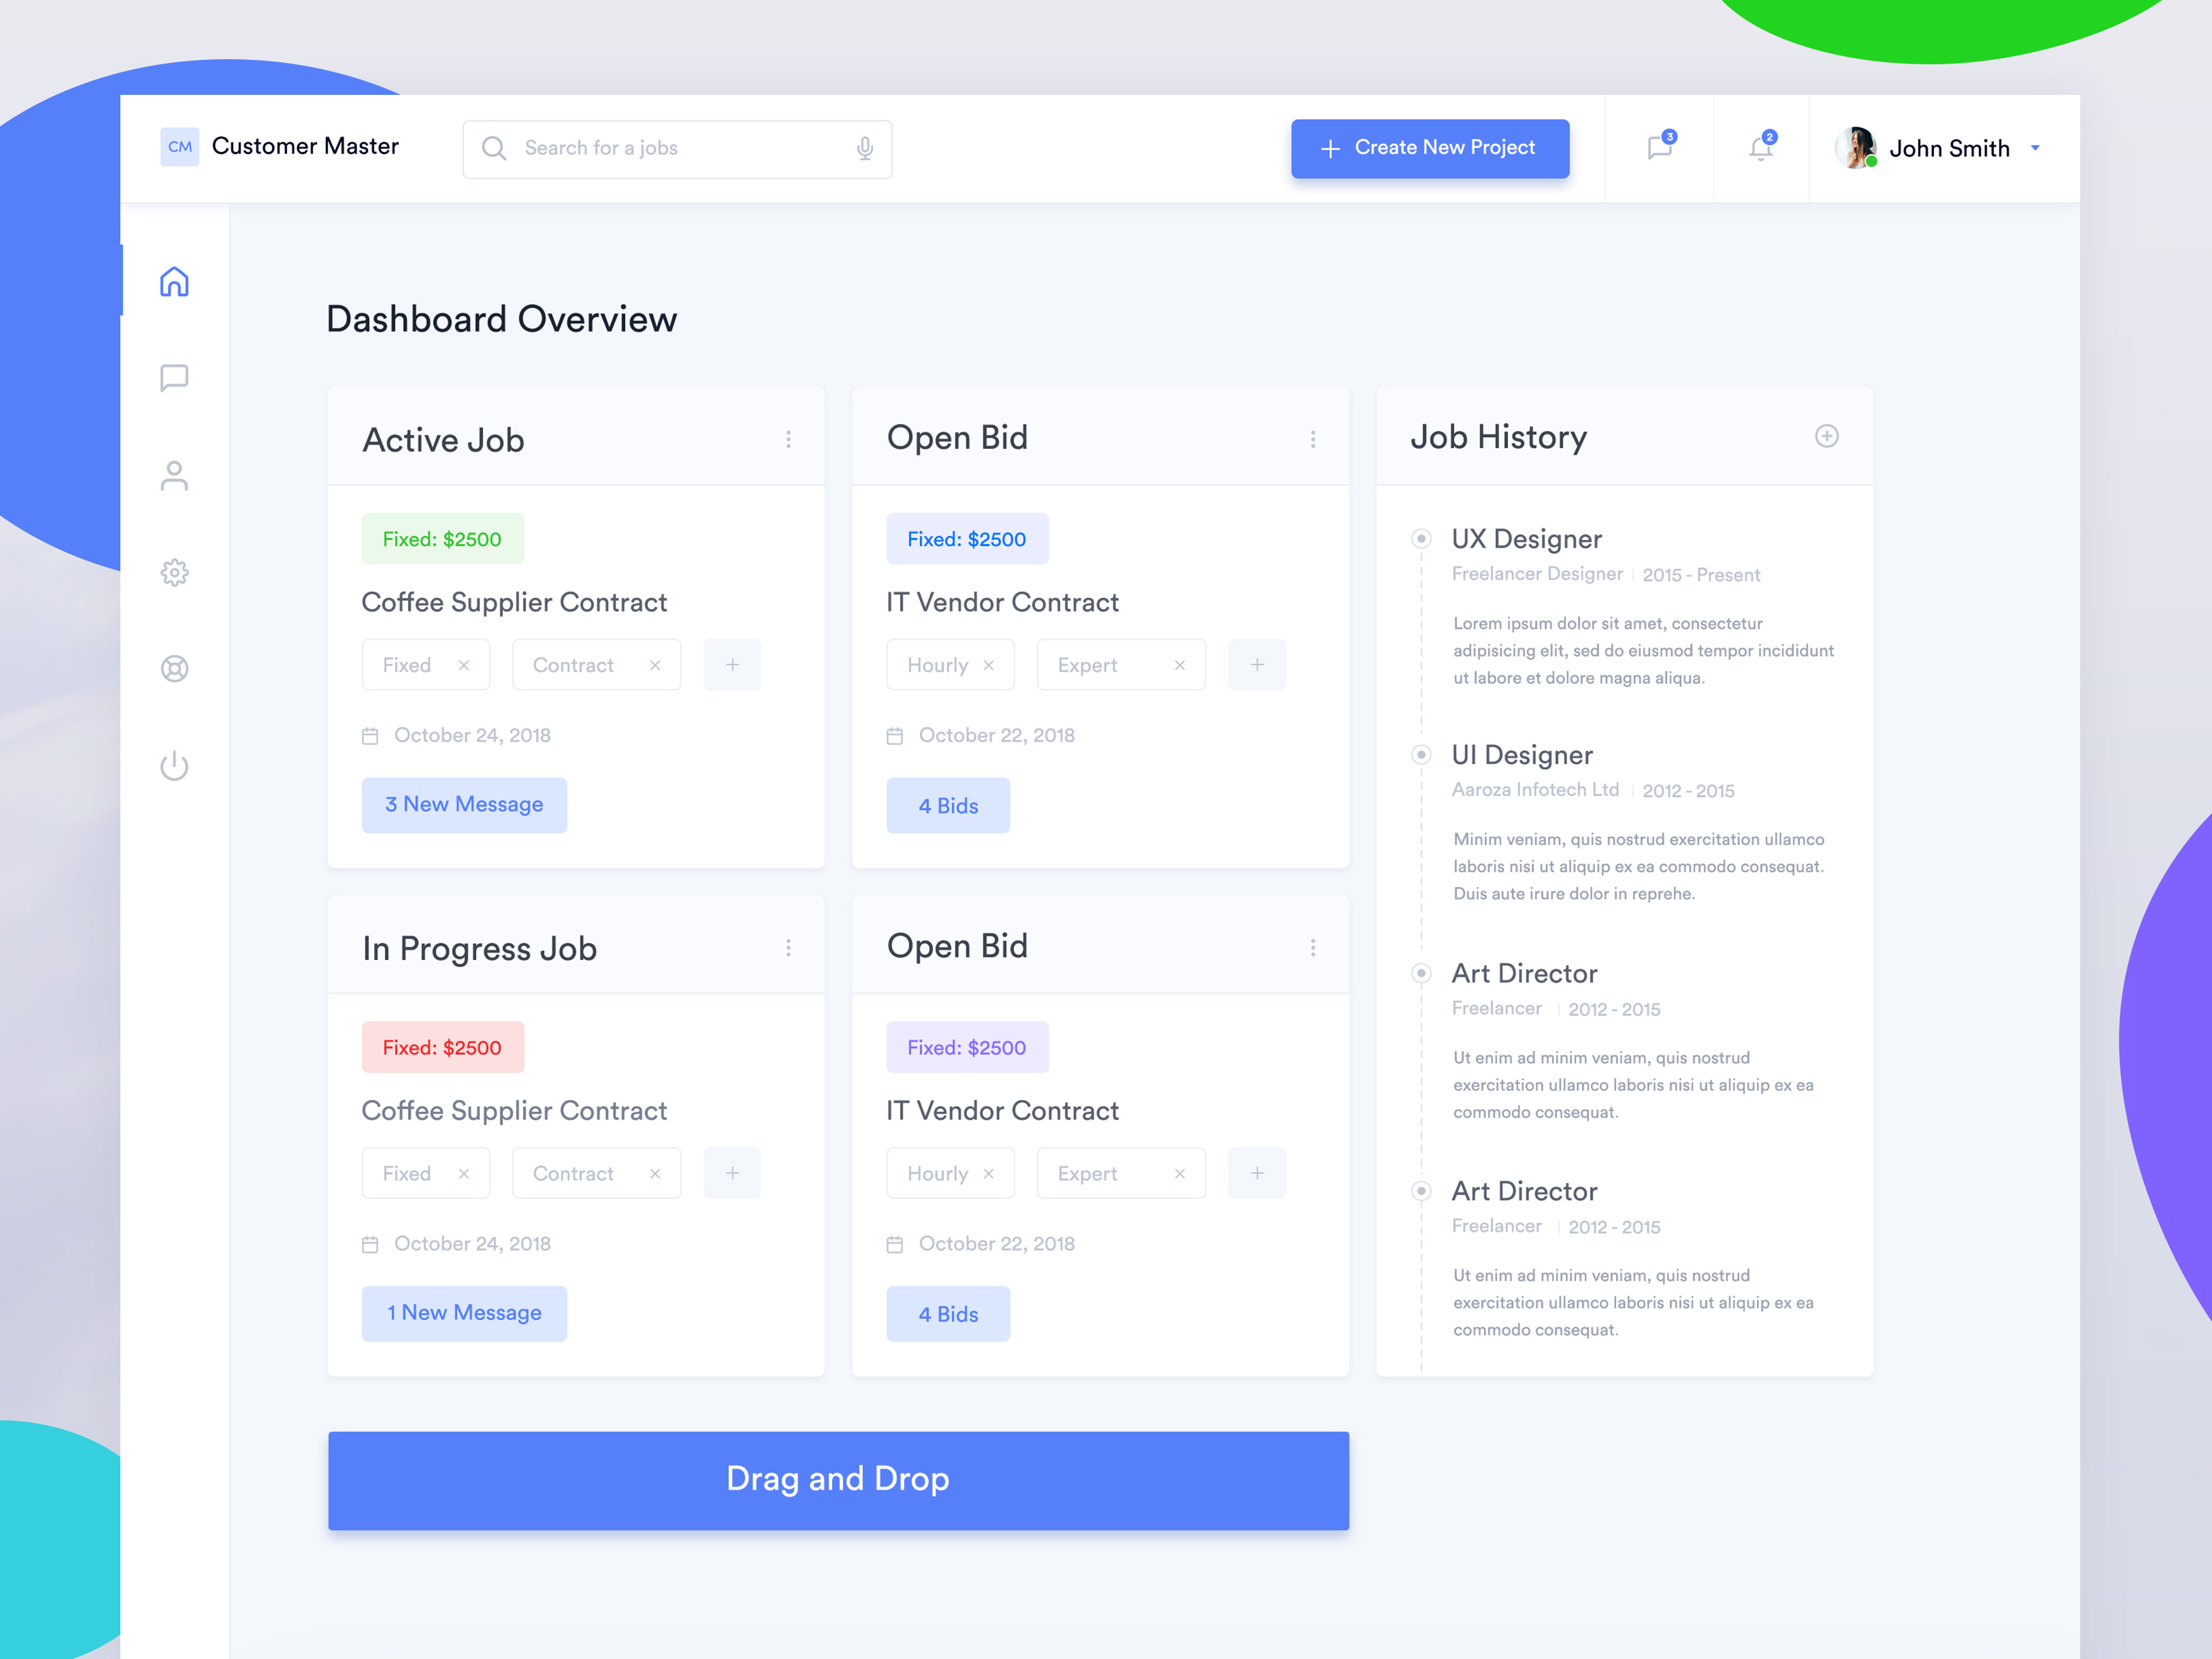 CM Customer Master
Search for a jobs
Create New Project
3
2
John Smith
Dashboard Overview
Active Job
Fixed: $2500
Coffee Supplier Contract
Fixed
Contract
October 24, 2018
3 New Message
Open Bid
Fixed: $2500
IT Vendor Contract
Hourly
Expert
October 22, 2018
4 Bids
In Progress Job
Fixed: $2500
Coffee Supplier Contract
Fixed
Contract
October 24, 2018
1 New Message
Open Bid
Fixed: $2500
IT Vendor Contract
Hourly
Expert
October 22, 2018
4 Bids
Job History
UX Designer
Freelancer Designer | 2015 - Present
Lorem ipsum dolor sit amet, consectetur
adipisicing elit, sed do eiusmod tempor incididunt
ut labore et dolore magna aliqua.
UI Designer
Aaroza Infotech Ltd | 2012 - 2015
Minim veniam, quis nostrud exercitation ullamco
laboris nisi ut aliquip ex ea commodo consequat.
Duis aute irure dolor in reprehe.
Art Director
Freelancer | 2012 - 2015
Ut enim ad minim veniam, quis nostrud
exercitation ullamco laboris nisi ut aliquip ex ea
commodo consequat.
Art Director
Freelancer | 2012 - 2015
Ut enim ad minim veniam, quis nostrud
exercitation ullamco laboris nisi ut aliquip ex ea
commodo consequat.
Drag and Drop